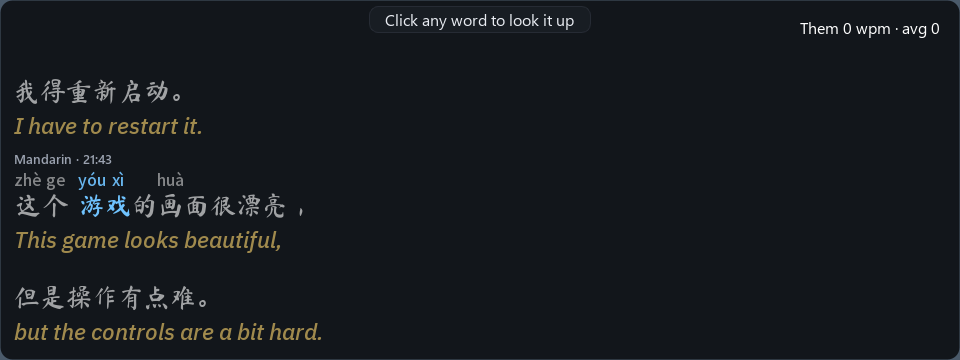 Click any word to look it up
Them 0 wpm · avg 0
我得重新启动。
I have to restart it.
Mandarin · 21:43
zhè ge yóu xì huà
这个 游戏的画面很漂亮，
This game looks beautiful,
但是操作有点难。
but the controls are a bit hard.